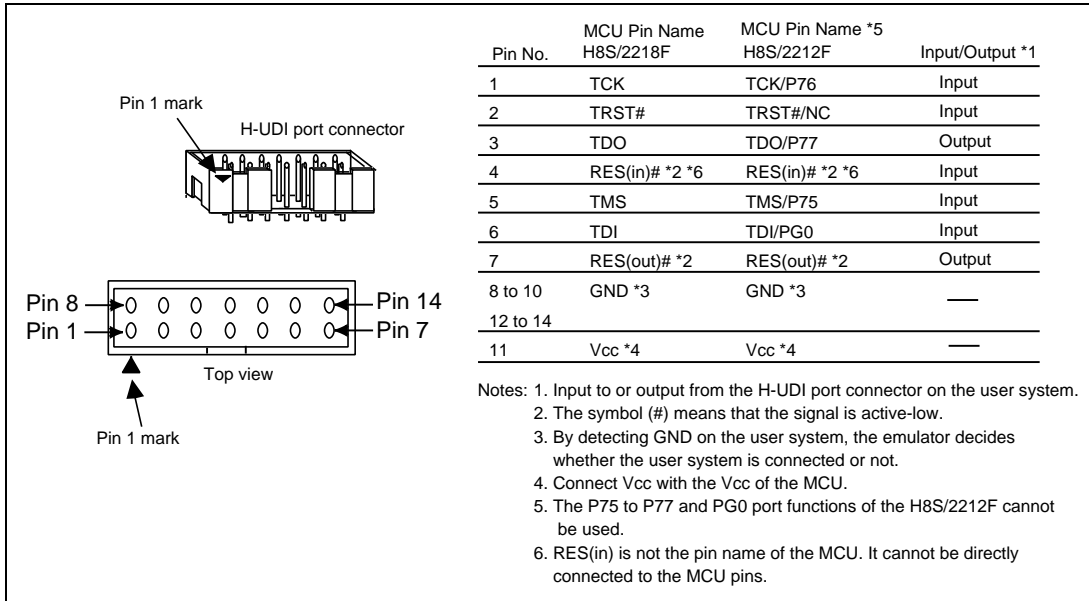 Pin 1 mark
H-UDI port connector
Pin 8
Pin 14
Pin 1
Pin 7
Top view
Pin 1 mark
Pin No. MCU Pin Name H8S/2218F MCU Pin Name *5 H8S/2212F Input/Output *1
1 TCK TCK/P76 Input
2 TRST# TRST#/NC Input
3 TDO TDO/P77 Output
4 RES(in)# *2 *6 RES(in)# *2 *6 Input
5 TMS TMS/P75 Input
6 TDI TDI/PG0 Input
7 RES(out)# *2 RES(out)# *2 Output
8 to 10 GND *3 GND *3 —
12 to 14
11 Vcc *4 Vcc *4 —
Notes: 1. Input to or output from the H-UDI port connector on the user system.
2. The symbol (#) means that the signal is active-low.
3. By detecting GND on the user system, the emulator decides
whether the user system is connected or not.
4. Connect Vcc with the Vcc of the MCU.
5. The P75 to P77 and PG0 port functions of the H8S/2212F cannot
be used.
6. RES(in) is not the pin name of the MCU. It cannot be directly
connected to the MCU pins.